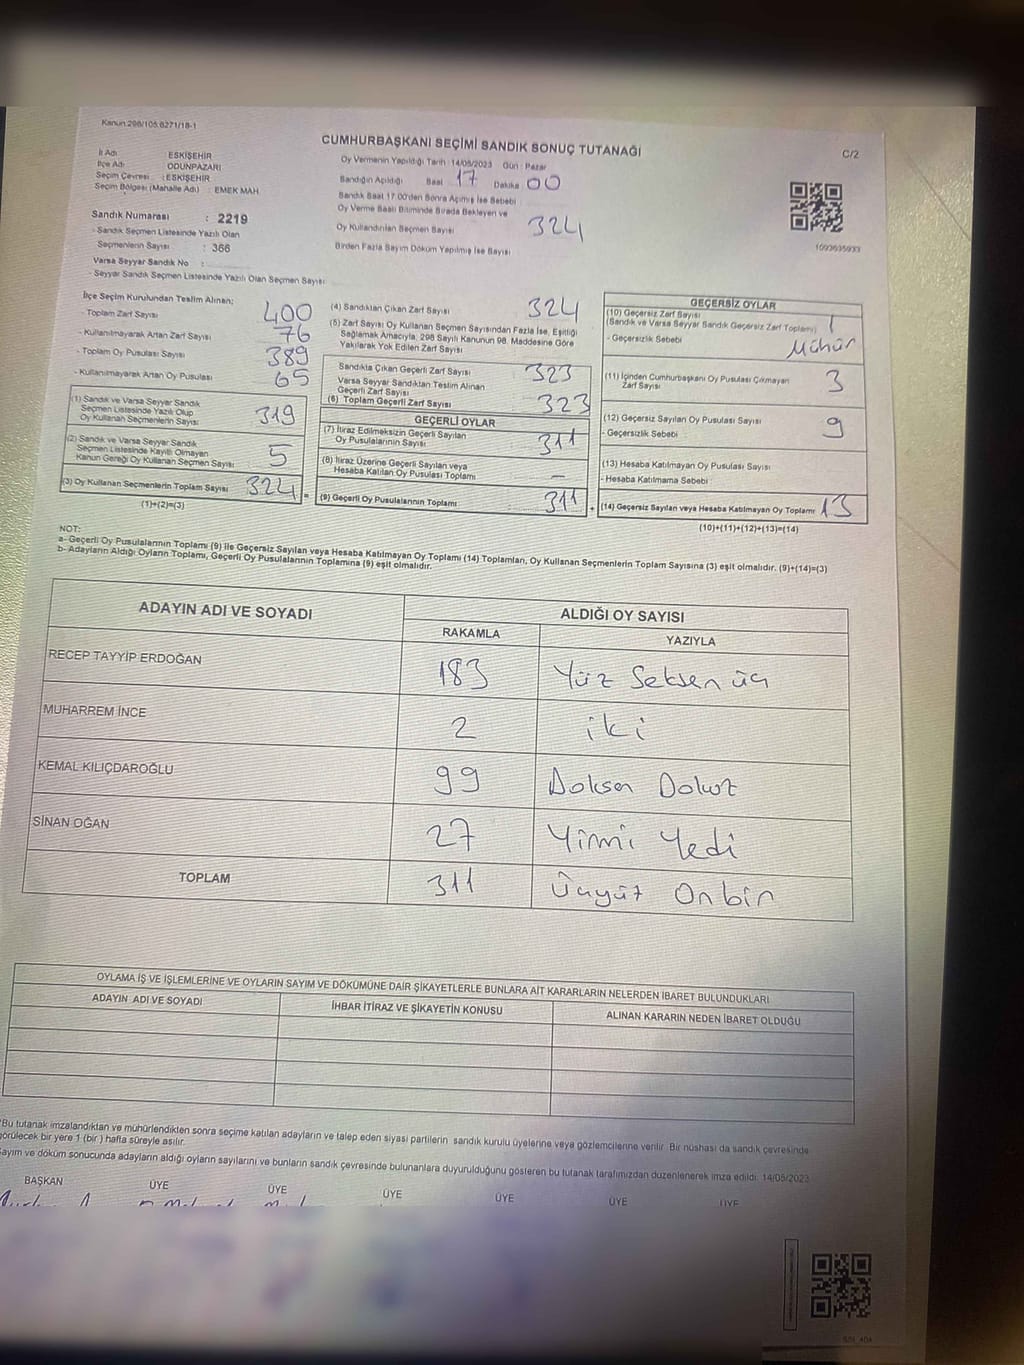 Kanun:298/105,6271/18-1
CUMHURBAŞKANI SEÇİMİ SANDIK SONUÇ TUTANAĞI
C/2
İl Adı : ESKİŞEHİR
İlçe Adı : ODUNPAZARI
Seçim Çevresi : ESKİŞEHİR
Seçim Bölgesi (Mahalle Adı) : EMEK MAH.
Oy Vermenin Yapıldığı Tarih : 14/05/2023 Gün : Pazar
Sandığın Açıldığı Saat 17 Dakika 00
Sandık Saat 17:00'den Sonra Açılmış İse Sebebi
Oy Verme Saati Bitiminde Sırada Bekleyen ve
Oy Kullandırılan Seçmen Sayısı 324
Birden Fazla Sayım Döküm Yapılmış İse Sayısı
1093635933
Sandık Numarası : 2219
- Sandık Seçmen Listesinde Yazılı Olan
Seçmenlerin Sayısı : 366
Varsa Seyyar Sandık No :
- Seyyar Sandık Seçmen Listesinde Yazılı Olan Seçmen Sayısı:
İlçe Seçim Kurulundan Teslim Alınan;
- Toplam Zarf Sayısı 400
- Kullanılmayarak Artan Zarf Sayısı 76
- Toplam Oy Pusulası Sayısı 389
- Kullanılmayarak Artan Oy Pusulası 65
(1) Sandık ve Varsa Seyyar Sandık
Seçmen Listesinde Yazılı Olup
Oy Kullanan Seçmenlerin Sayısı 319
(2) Sandık ve Varsa Seyyar Sandık
Seçmen Listesinde Kayıtlı Olmayan
Kanun Gereği Oy Kullanan Seçmen Sayısı 5
(3) Oy Kullanan Seçmenlerin Toplam Sayısı 324 =
(1)+(2)=(3)
(4) Sandıktan Çıkan Zarf Sayısı 324
(5) Zarf Sayısı Oy Kullanan Seçmen Sayısından Fazla İse, Eşitliği
Sağlamak Amacıyla, 298 Sayılı Kanunun 98. Maddesine Göre
Yakılarak Yok Edilen Zarf Sayısı
Sandıkta Çıkan Geçerli Zarf Sayısı 323
Varsa Seyyar Sandıktan Teslim Alınan
Geçerli Zarf Sayısı
(6) Toplam Geçerli Zarf Sayısı 323
GEÇERLİ OYLAR
(7) İtiraz Edilmeksizin Geçerli Sayılan
Oy Pusulalarının Sayısı 311
(8) İtiraz Üzerine Geçerli Sayılan veya
Hesaba Katılan Oy Pusulası Toplamı —
(9) Geçerli Oy Pusulalarının Toplamı 311 +
GEÇERSİZ OYLAR
(10) Geçersiz Zarf Sayısı
(Sandık ve Varsa Seyyar Sandık Geçersiz Zarf Toplamı) 1
- Geçersizlik Sebebi Mühür
(11) İçinden Cumhurbaşkanı Oy Pusulası Çıkmayan
Zarf Sayısı 3
(12) Geçersiz Sayılan Oy Pusulası Sayısı 9
- Geçersizlik Sebebi
(13) Hesaba Katılmayan Oy Pusulası Sayısı
- Hesaba Katılmama Sebebi
(14) Geçersiz Sayılan veya Hesaba Katılmayan Oy Toplamı 13
(10)+(11)+(12)+(13)=(14)
NOT:
a- Geçerli Oy Pusulalarının Toplamı (9) ile Geçersiz Sayılan veya Hesaba Katılmayan Oy Toplamı (14) Toplamları, Oy Kullanan Seçmenlerin Toplam Sayısına (3) eşit olmalıdır. (9)+(14)=(3)
b- Adayların Aldığı Oyların Toplamı, Geçerli Oy Pusulalarının Toplamına (9) eşit olmalıdır.
ADAYIN ADI VE SOYADI
ALDIĞI OY SAYISI
RAKAMLA YAZIYLA
RECEP TAYYİP ERDOĞAN 183 Yüz Seksen üç
MUHARREM İNCE 2 iki
KEMAL KILIÇDAROĞLU 99 Doksan Dokuz
SİNAN OĞAN 27 Yirmi Yedi
TOPLAM 311 Üçyüz Onbir
OYLAMA İŞ VE İŞLEMLERİNE VE OYLARIN SAYIM VE DÖKÜMÜNE DAİR ŞİKAYETLERLE BUNLARA AİT KARARLARIN NELERDEN İBARET BULUNDUKLARI
ADAYIN ADI VE SOYADI İHBAR İTİRAZ VE ŞİKAYETİN KONUSU ALINAN KARARIN NEDEN İBARET OLDUĞU
*Bu tutanak imzalandıktan ve mühürlendikten sonra seçime katılan adayların ve talep eden siyasi partilerin sandık kurulu üyelerine veya gözlemcilerine verilir. Bir nüshası da sandık çevresinde
görülecek bir yere 1 (bir) hafta süreyle asılır.
Sayım ve döküm sonucunda adayların aldığı oyların sayılarını ve bunların sandık çevresinde bulunanlara duyurulduğunu gösteren bu tutanak tarafımızdan düzenlenerek imza edildi. 14/05/2023
BAŞKAN ÜYE ÜYE ÜYE ÜYE ÜYE ÜYE